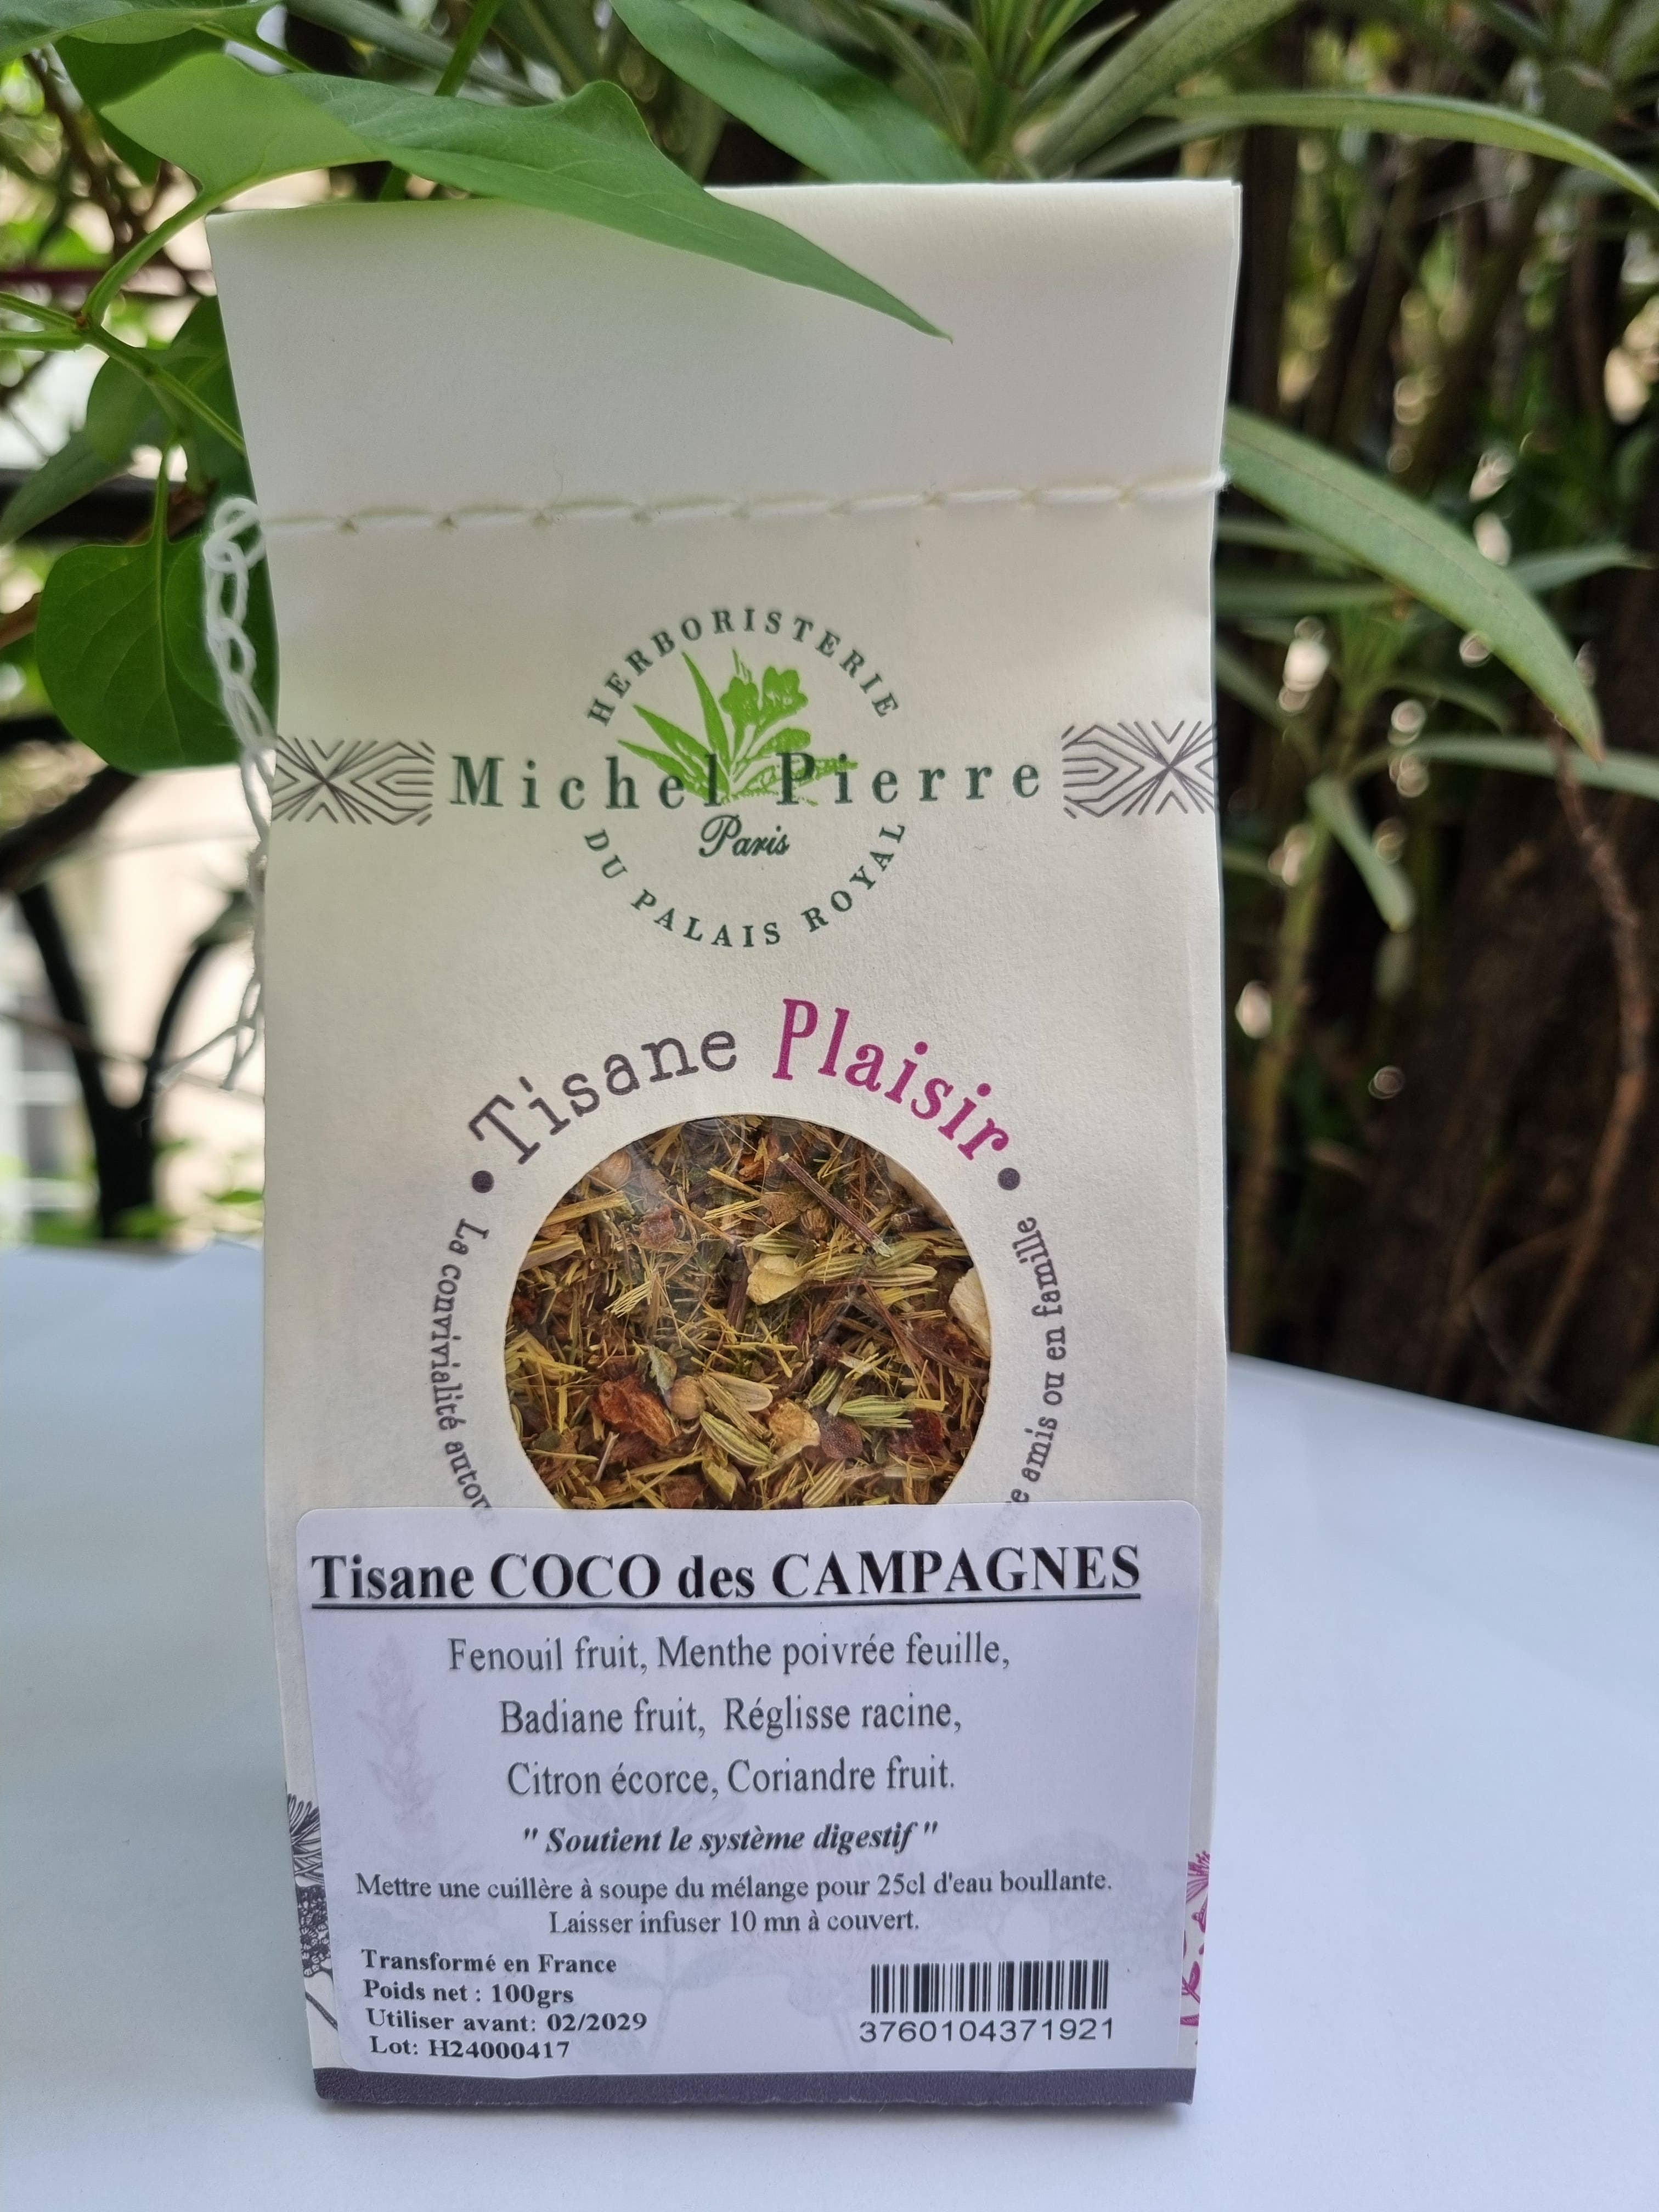 HERBORISTERIE
Michel Pierre
Paris
DU PALAIS ROYAL
Tisane Plaisir
La convivialité
amis ou en famille
Tisane COCO des CAMPAGNES
Fenouil fruit, Menthe poivrée feuille,
Badiane fruit, Réglisse racine,
Citron écorce, Coriandre fruit.
" Soutient le système digestif "
Mettre une cuillère à soupe du mélange pour 25cl d'eau boullante.
Laisser infuser 10 mn à couvert.
Transformé en France
Poids net : 100grs
Utiliser avant: 02/2029
Lot: H24000417
3760104371921